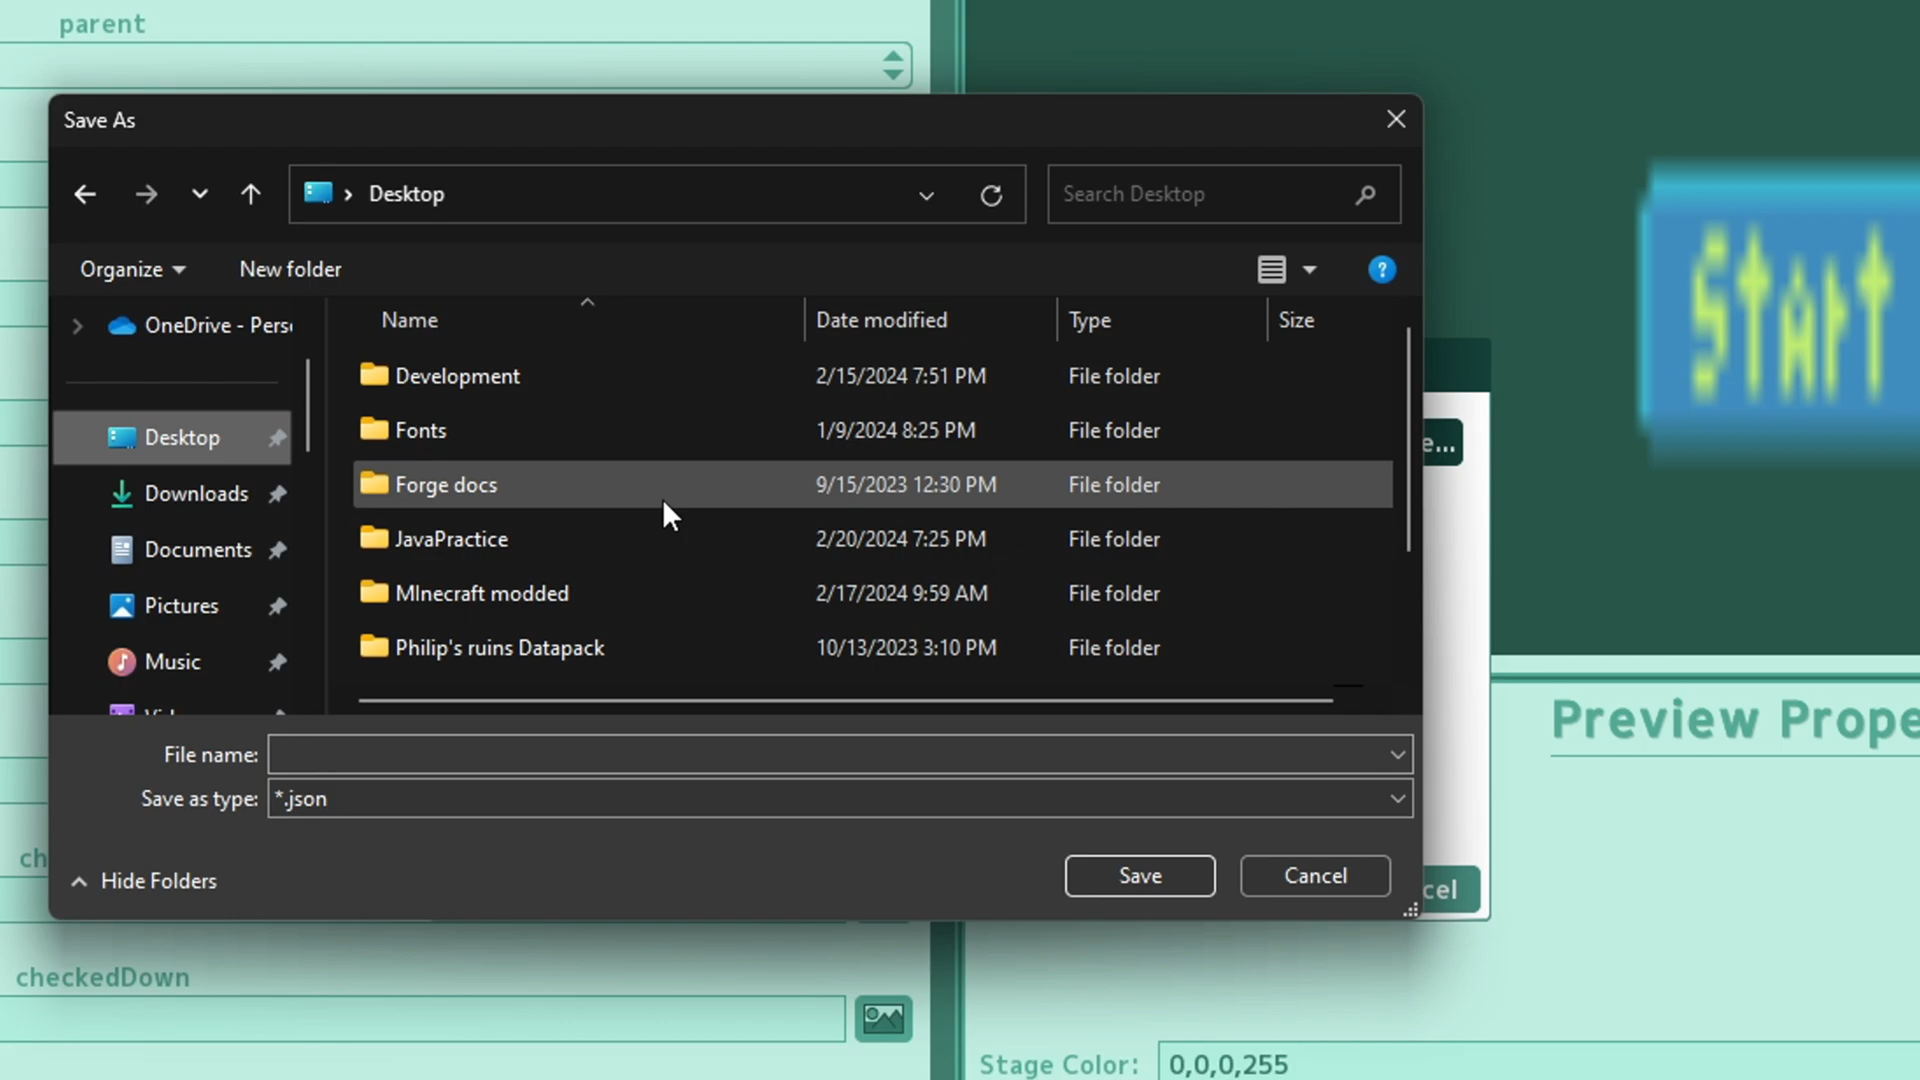 parent
Save As
Desktop
Search Desktop
Organize
New folder
OneDrive - Pers
Name
Date modified
Type
Size
Development
2/15/2024 7:51 PM
File folder
Fonts
1/9/2024 8:25 PM
File folder
Desktop
Forge docs
9/15/2023 12:30 PM
File folder
Downloads
JavaPractice
2/20/2024 7:25 PM
File folder
Documents
MInecraft modded
2/17/2024 9:59 AM
File folder
Pictures
Philip's ruins Datapack
10/13/2023 3:10 PM
File folder
Music
File name:
Save as type:
*.json
Hide Folders
Save
Cancel
e...
cel
Start
Preview Prope
ch
checkedDown
Stage Color:
0,0,0,255